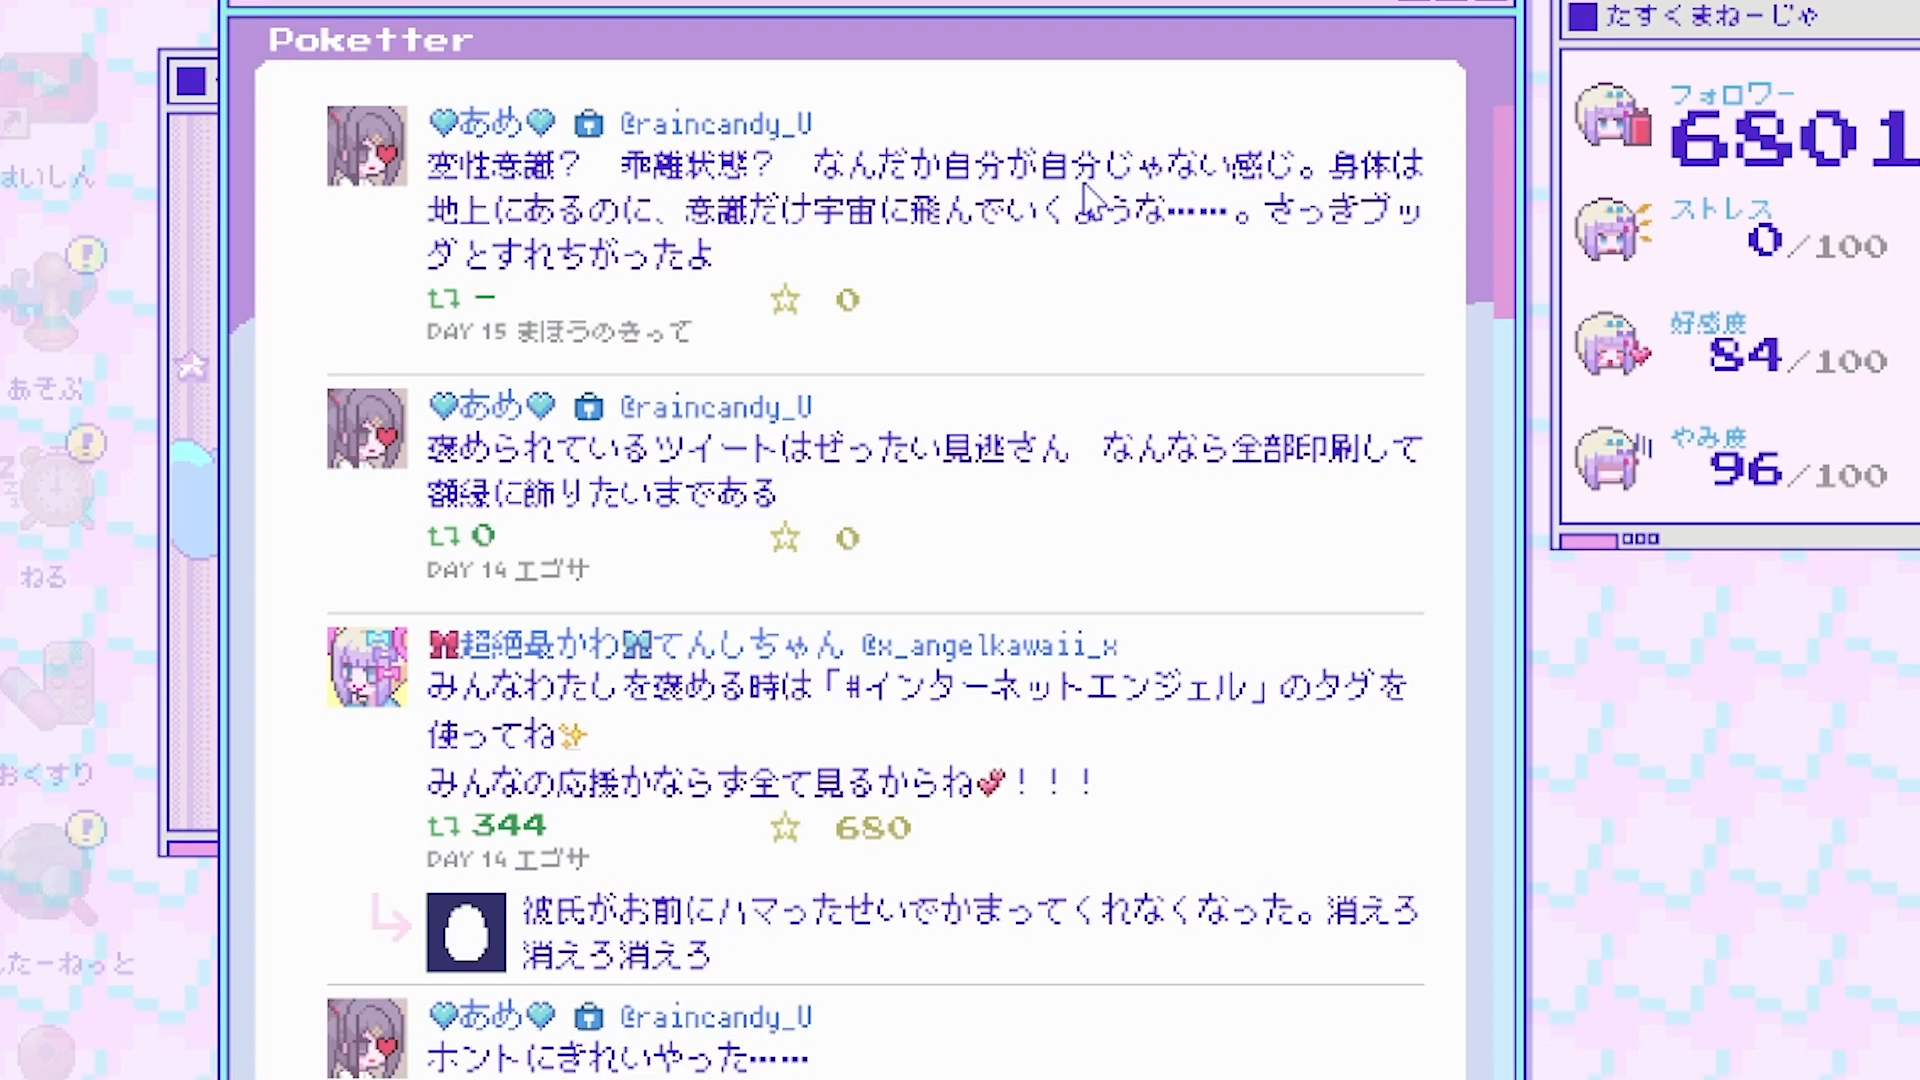 Poketter
たすくまねーじゃ
あめ @raincandy_U
変性意識？　乖離状態？　なんだか自分が自分じゃない感じ。身体は
地上にあるのに、意識だけ宇宙に飛んでいくような……。さっきブッ
ダとすれちがったよ
ー ☆ 0
DAY 15 まほうのきって
あめ @raincandy_U
褒められているツイートはぜったい見逃さん　なんなら全部印刷して
額縁に飾りたいまである
0 ☆ 0
DAY 14 エゴサ
超絶最かわてんしちゃん @x_angelkawaii_x
みんなわたしを褒める時は「#インターネットエンジェル」のタグを
使ってね✨
みんなの応援かならず全て見るからね💕！！！
344 ☆ 680
DAY 14 エゴサ
彼氏がお前にハマったせいでかまってくれなくなった。消えろ
消えろ消えろ
あめ @raincandy_U
ホントにきれいやった……
フォロワー
6801
ストレス
0/100
好感度
84/100
やみ度
96/100
はいしん
あそぶ
ねる
おくすり
たーねっと